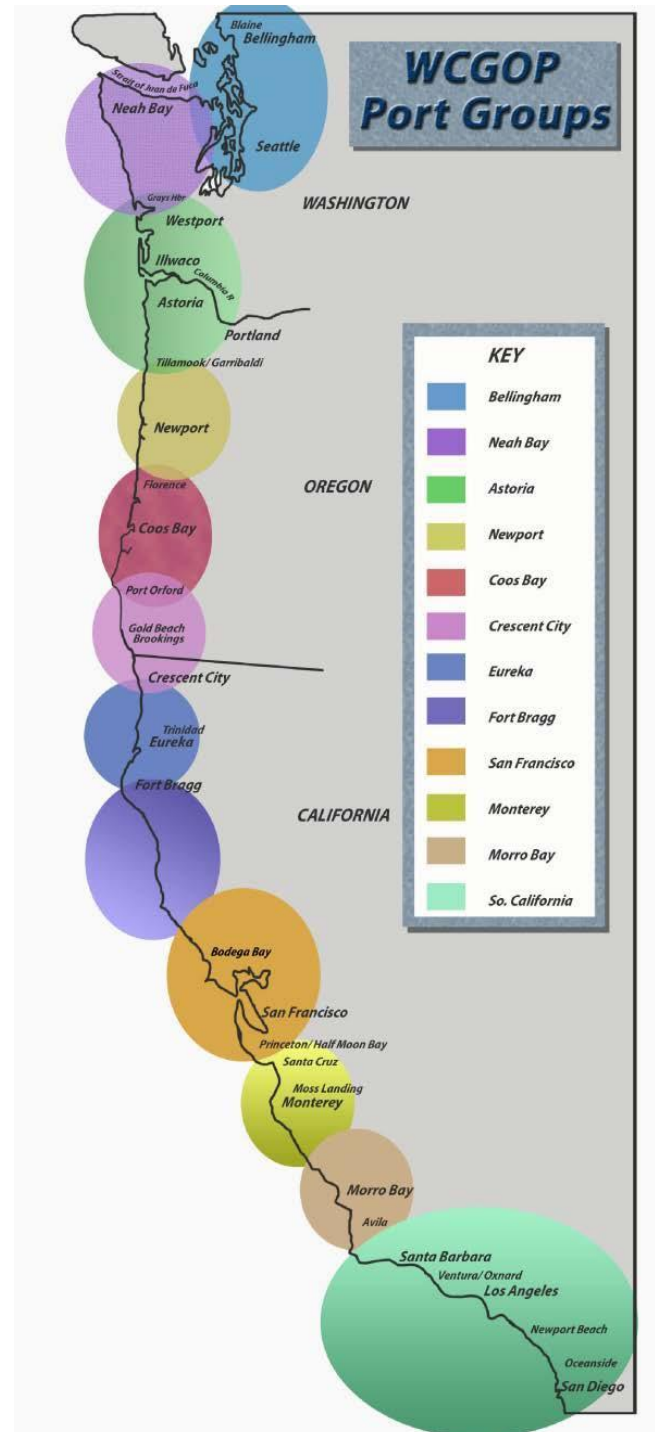 Blaine
Bellingham
WCGOP
Port Groups
Strait of Juan de Fuca
Neah Bay
Seattle
Grays Hbr
WASHINGTON
Westport
Illwaco
Columbia R
Astoria
Portland
Tillamook/ Garribaldi
Newport
Florence
OREGON
Coos Bay
Port Orford
Gold Beach
Brookings
Crescent City
Trinidad
Eureka
Fort Bragg
CALIFORNIA
Bodega Bay
San Francisco
Princeton/ Half Moon Bay
Santa Cruz
Moss Landing
Monterey
Morro Bay
Avila
Santa Barbara
Ventura/ Oxnard
Los Angeles
Newport Beach
Oceanside
San Diego
KEY
Bellingham
Neah Bay
Astoria
Newport
Coos Bay
Crescent City
Eureka
Fort Bragg
San Francisco
Monterey
Morro Bay
So. California